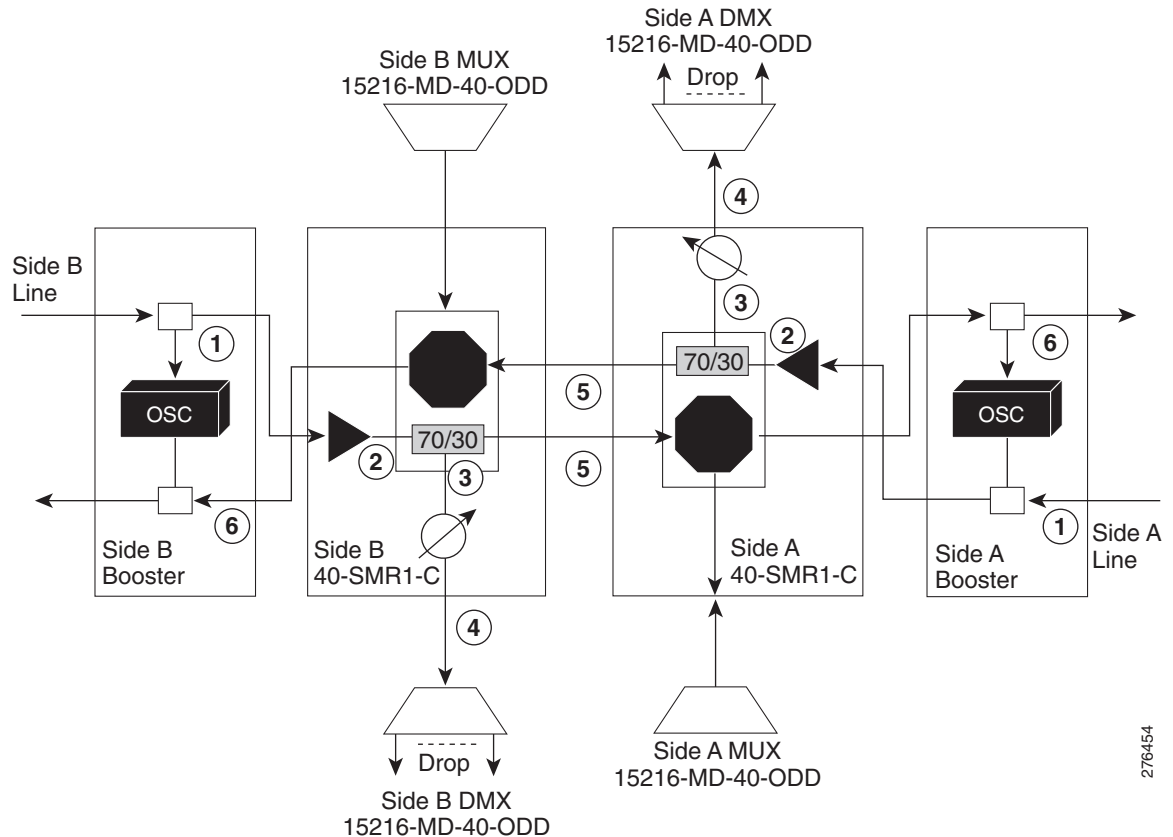 Side A DMX
15216-MD-40-ODD
Drop
Side B MUX
15216-MD-40-ODD
4
Side B
Line
3
2
1
70/30
6
5
OSC
OSC
70/30
2
3
5
6
1
Side B
Booster
Side B
40-SMR1-C
Side A
40-SMR1-C
Side A
Booster
Side A
Line
4
Drop
Side B DMX
15216-MD-40-ODD
Side A MUX
15216-MD-40-ODD
276454